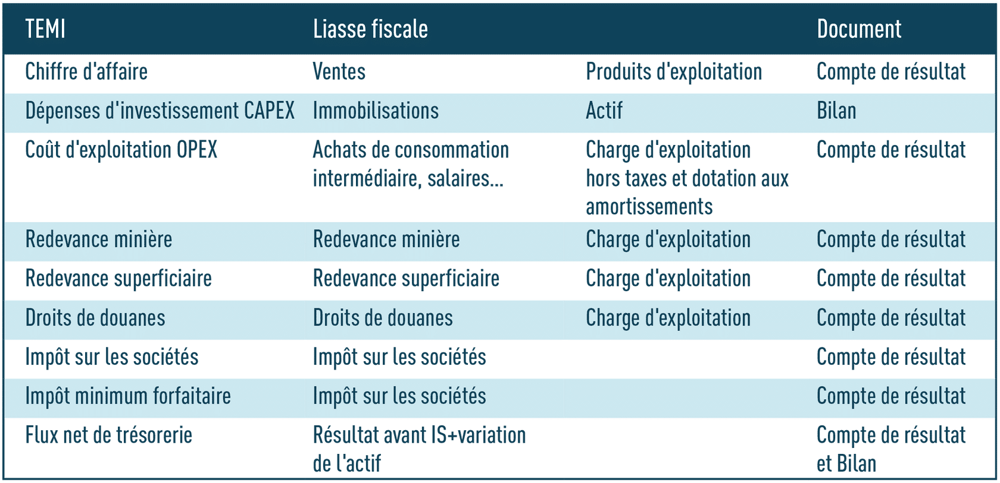 TEMI Liasse fiscale Document
Chiffre d'affaire Ventes Produits d'exploitation Compte de résultat
Dépenses d'investissement CAPEX Immobilisations Actif Bilan
Coût d'exploitation OPEX Achats de consommation Charge d'exploitation Compte de résultat
intermédiaire, salaires... hors taxes et dotation aux
amortissements
Redevance minière Redevance minière Charge d'exploitation Compte de résultat
Redevance superficiaire Redevance superficiaire Charge d'exploitation Compte de résultat
Droits de douanes Droits de douanes Charge d'exploitation Compte de résultat
Impôt sur les sociétés Impôt sur les sociétés Compte de résultat
Impôt minimum forfaitaire Impôt sur les sociétés Compte de résultat
Flux net de trésorerie Résultat avant IS+variation Compte de résultat
de l'actif et Bilan